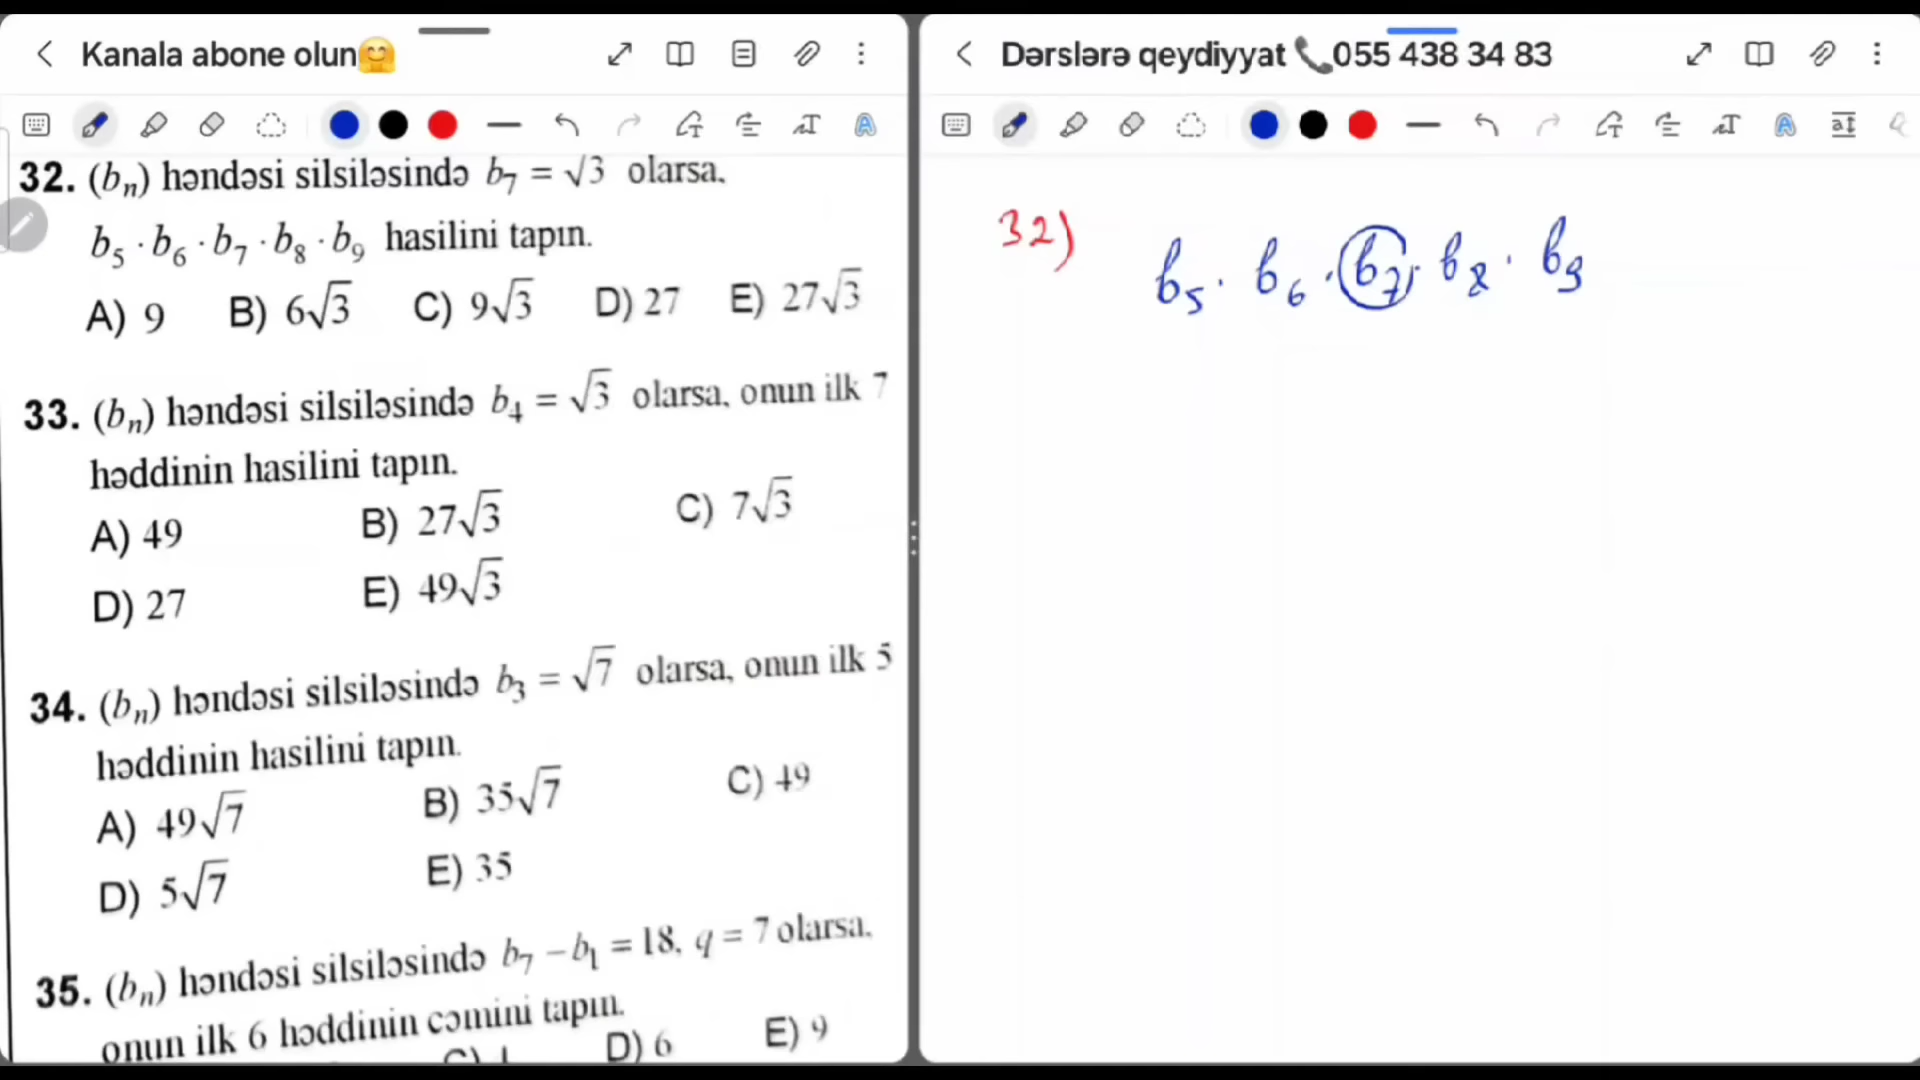 Kanala abone olun🤗
Dərslərə qeydiyyat 📞055 438 34 83
32. (bₙ) həndəsi silsiləsində b₇ = √3 olarsa,
b₅ · b₆ · b₇ · b₈ · b₉ hasilini tapın.
A) 9 B) 6√3 C) 9√3 D) 27 E) 27√3
33. (bₙ) həndəsi silsiləsində b₄ = √3 olarsa, onun ilk 7
həddinin hasilini tapın.
A) 49 B) 27√3 C) 7√3
D) 27 E) 49√3
34. (bₙ) həndəsi silsiləsində b₃ = √7 olarsa, onun ilk 5
həddinin hasilini tapın.
A) 49√7 B) 35√7 C) 49
D) 5√7 E) 35
35. (bₙ) həndəsi silsiləsində b₇ − b₁ = 18, q = 7 olarsa,
onun ilk 6 həddinin cəmini tapın.
D) 6 E) 9
32) b₅ · b₆ · b₇ · b₈ · b₉